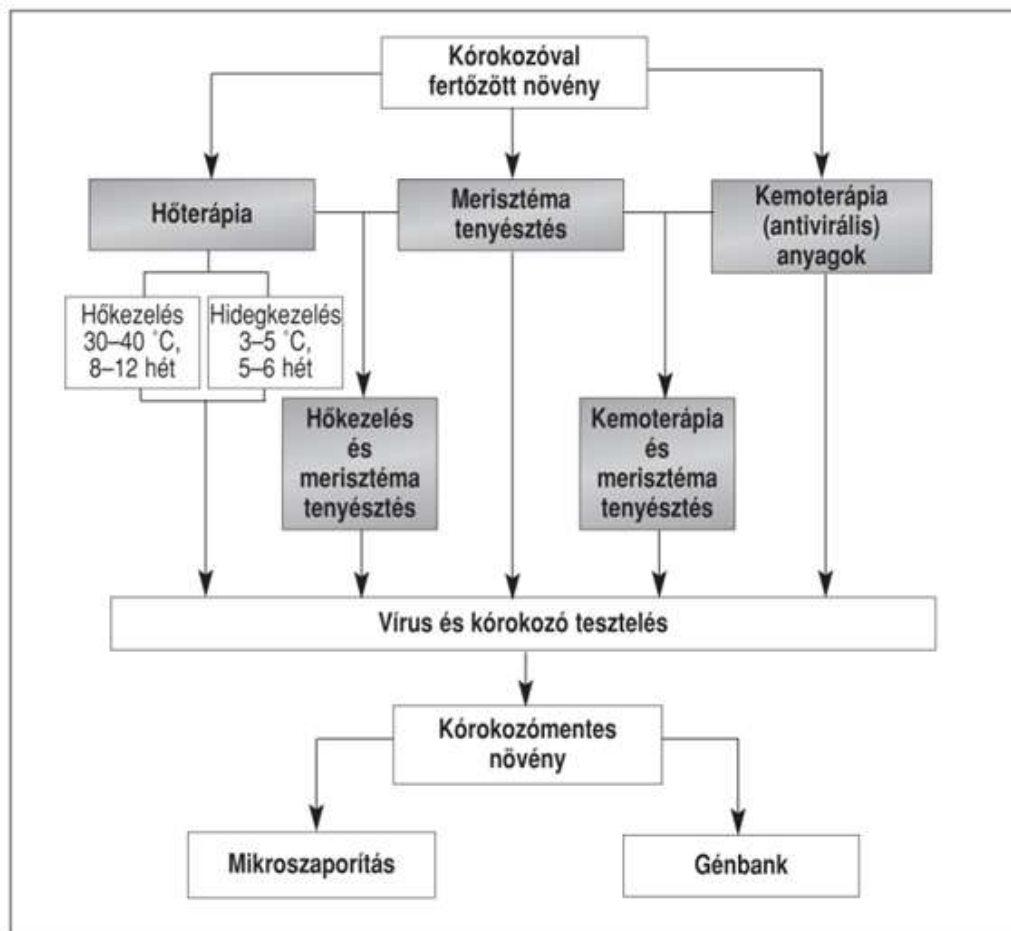 Kórokozóval
fertőzött növény
Hőterápia
Merisztéma
tenyésztés
Kemoterápia
(antivirális)
anyagok
Hőkezelés
30–40 ˚C,
8–12 hét
Hidegkezelés
3–5 ˚C,
5–6 hét
Hőkezelés
és
merisztéma
tenyésztés
Kemoterápia
és
merisztéma
tenyésztés
Vírus és kórokozó tesztelés
Kórokozómentes
növény
Mikroszaporítás
Génbank